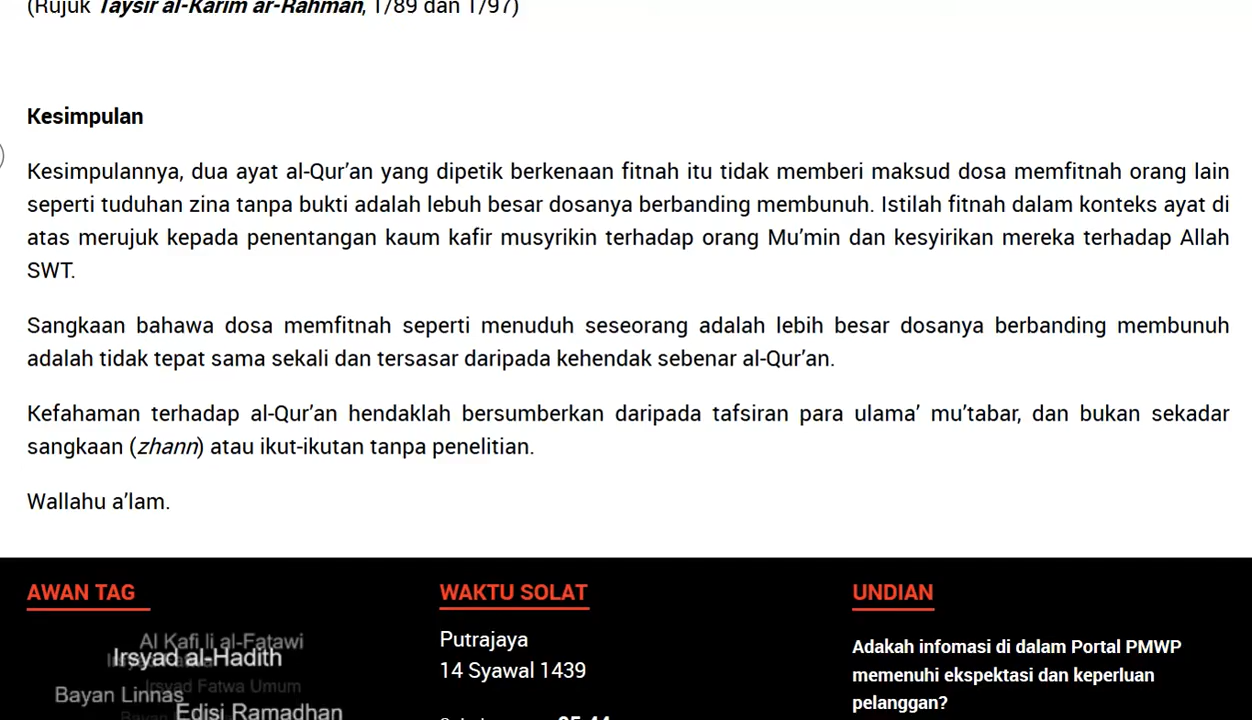 (Rujuk Taysir al-Karim ar-Rahman, 1/89 dan 1/97)
Kesimpulan
Kesimpulannya, dua ayat al-Qur’an yang dipetik berkenaan fitnah itu tidak memberi maksud dosa memfitnah orang lain
seperti tuduhan zina tanpa bukti adalah lebuh besar dosanya berbanding membunuh. Istilah fitnah dalam konteks ayat di
atas merujuk kepada penentangan kaum kafir musyrikin terhadap orang Mu’min dan kesyirikan mereka terhadap Allah
SWT.
Sangkaan bahawa dosa memfitnah seperti menuduh seseorang adalah lebih besar dosanya berbanding membunuh
adalah tidak tepat sama sekali dan tersasar daripada kehendak sebenar al-Qur’an.
Kefahaman terhadap al-Qur’an hendaklah bersumberkan daripada tafsiran para ulama’ mu’tabar, dan bukan sekadar
sangkaan (zhann) atau ikut-ikutan tanpa penelitian.
Wallahu a’lam.
AWAN TAG
Al Kafi li al-Fatawi
Irsyad al-Hadith
Irsyad Fatwa Umum
Bayan Linnas
Edisi Ramadhan
WAKTU SOLAT
Putrajaya
14 Syawal 1439
UNDIAN
Adakah infomasi di dalam Portal PMWP
memenuhi ekspektasi dan keperluan
pelanggan?